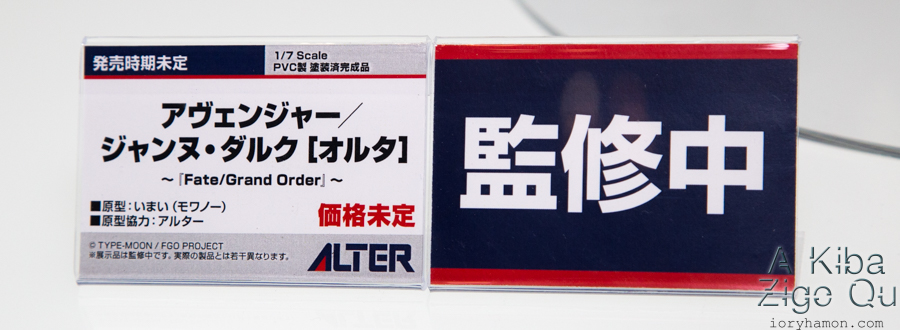 発売時期未定
1/7 Scale
PVC製 塗装済完成品
アヴェンジャー／
ジャンヌ・ダルク［オルタ］
～『Fate/Grand Order』～
■原型：いまい（モワノー）
■原型協力：アルター
価格未定
© TYPE-MOON / FGO PROJECT
※展示品は監修中です。実際の製品とは若干異なります。
ALTER
監修中
A Kiba
Zigo Qu
ioryhamon.com